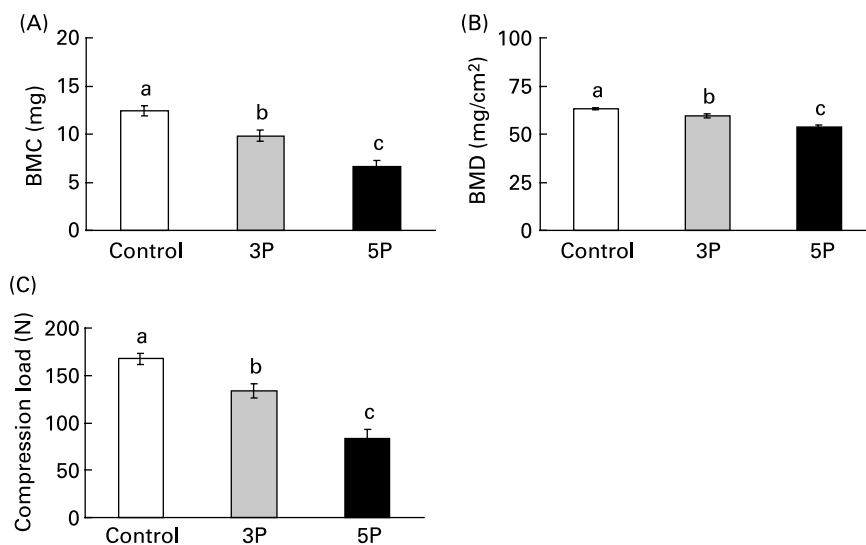 (A)
20
15
10
5
0
BMC (mg)
a
b
c
Control 3P 5P
(B)
100
75
50
25
0
BMD (mg/cm²)
a
b
c
Control 3P 5P
(C)
200
150
100
50
0
Compression load (N)
a
b
c
Control 3P 5P